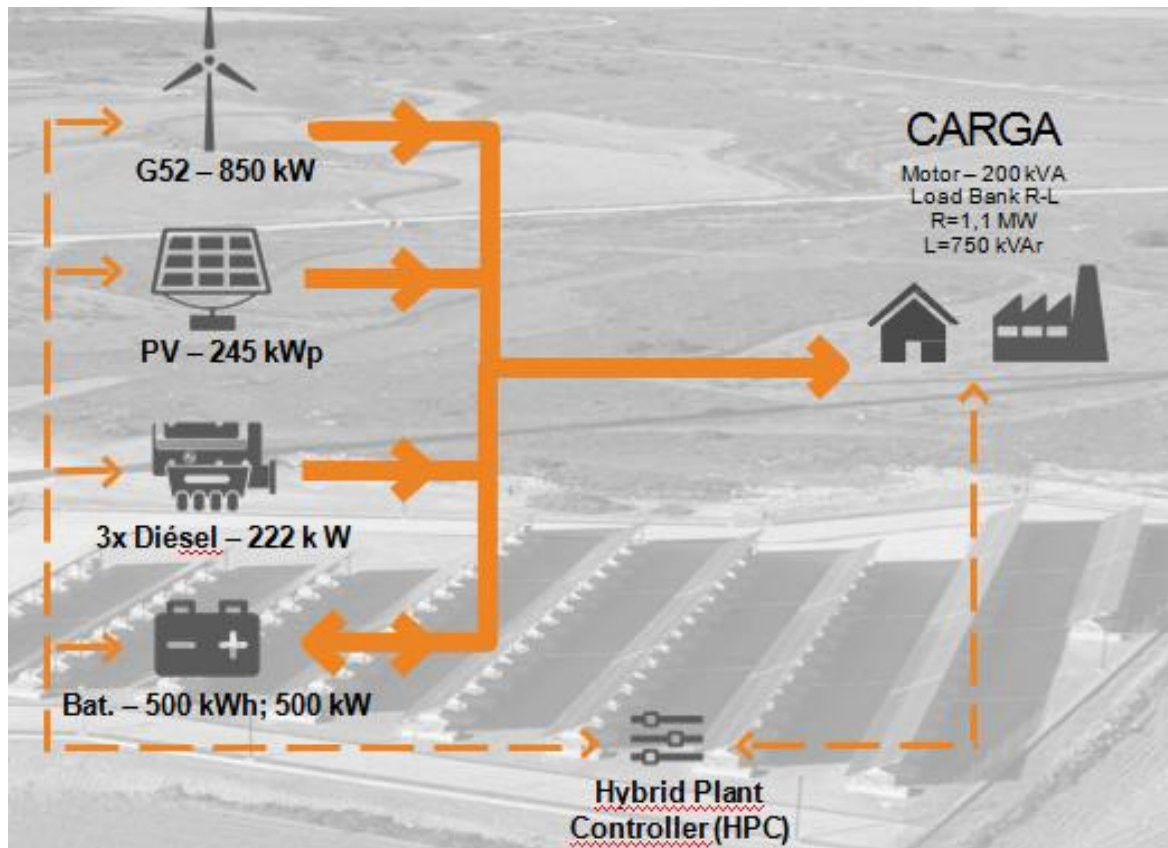 G52 – 850 kW
PV – 245 kWp
3x Diésel – 222 k W
Bat. – 500 kWh; 500 kW
CARGA
Motor – 200 kVA
Load Bank R-L
R=1,1 MW
L=750 kVAr
Hybrid Plant
Controller (HPC)